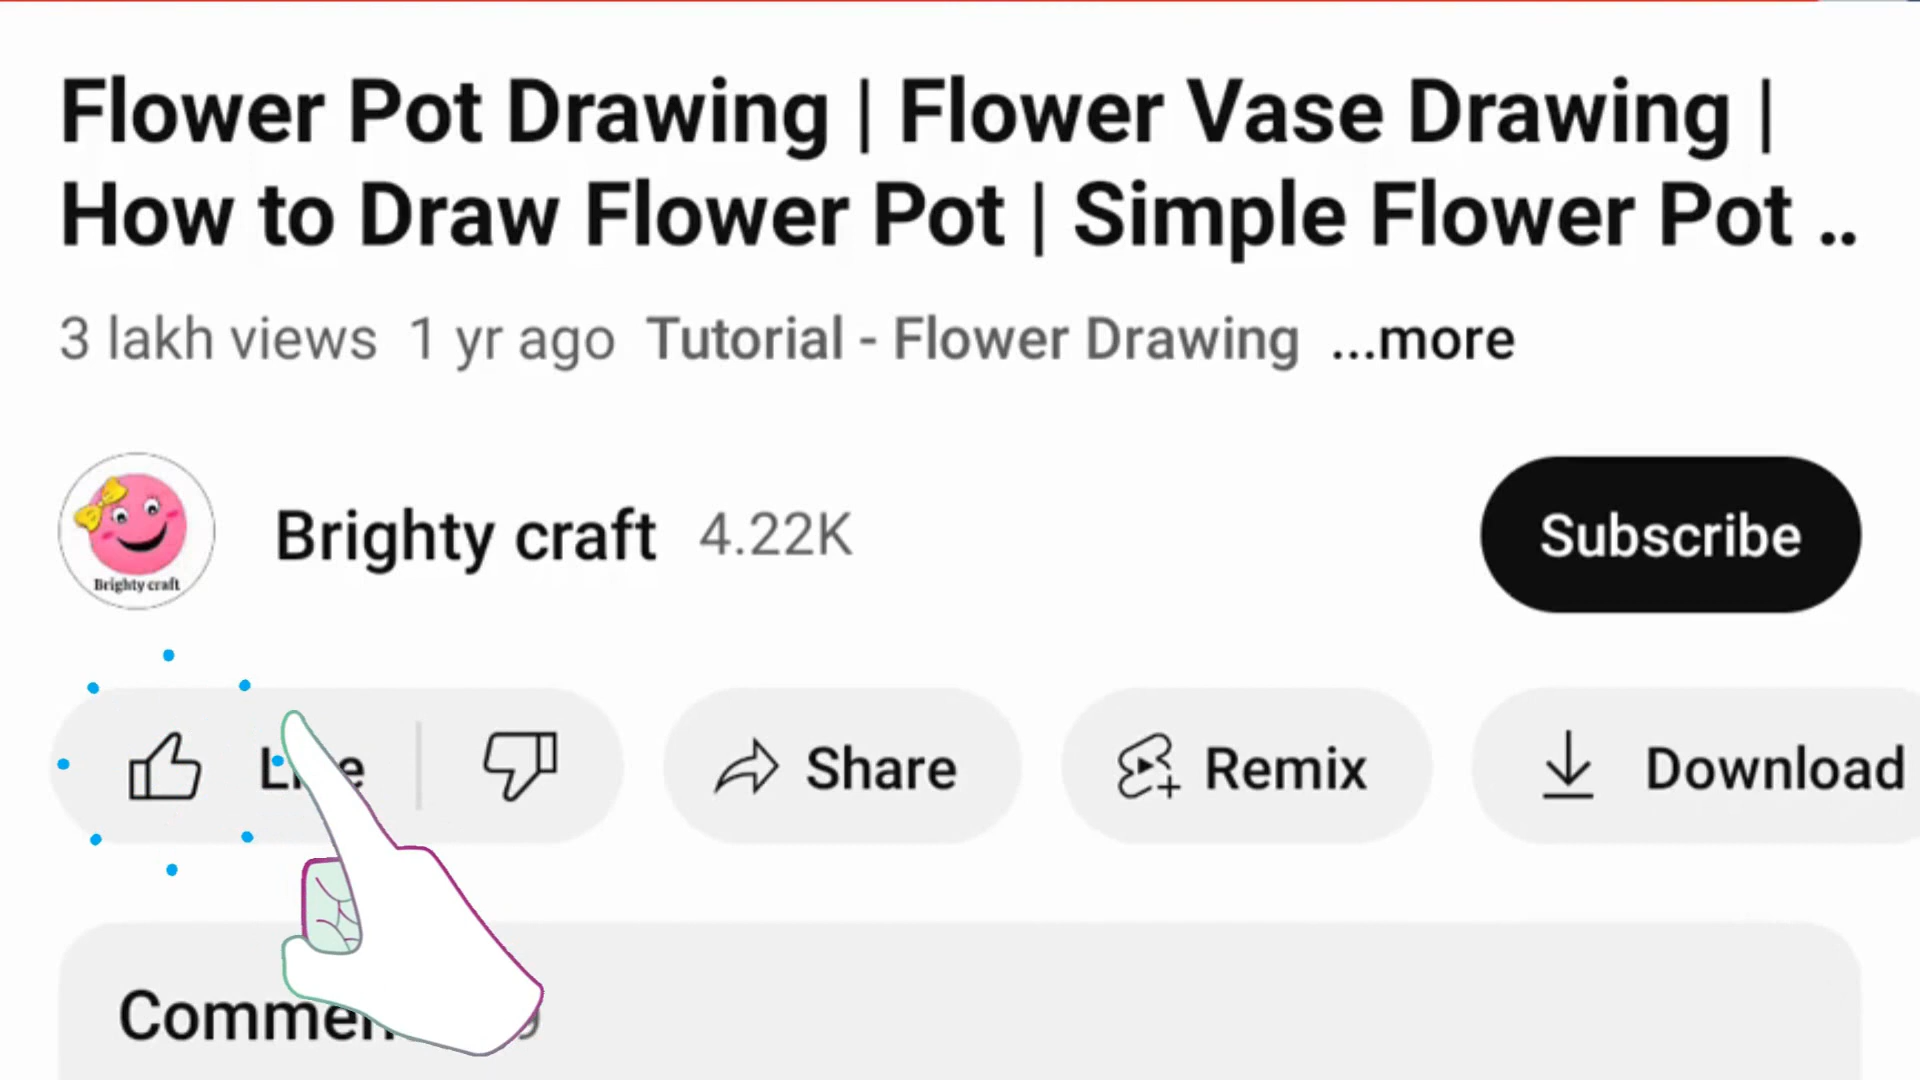 Flower Pot Drawing | Flower Vase Drawing |
How to Draw Flower Pot | Simple Flower Pot ..
3 lakh views 1 yr ago Tutorial - Flower Drawing ...more
Brighty craft 4.22K
Subscribe
Brighty craft
Share
Remix
Download